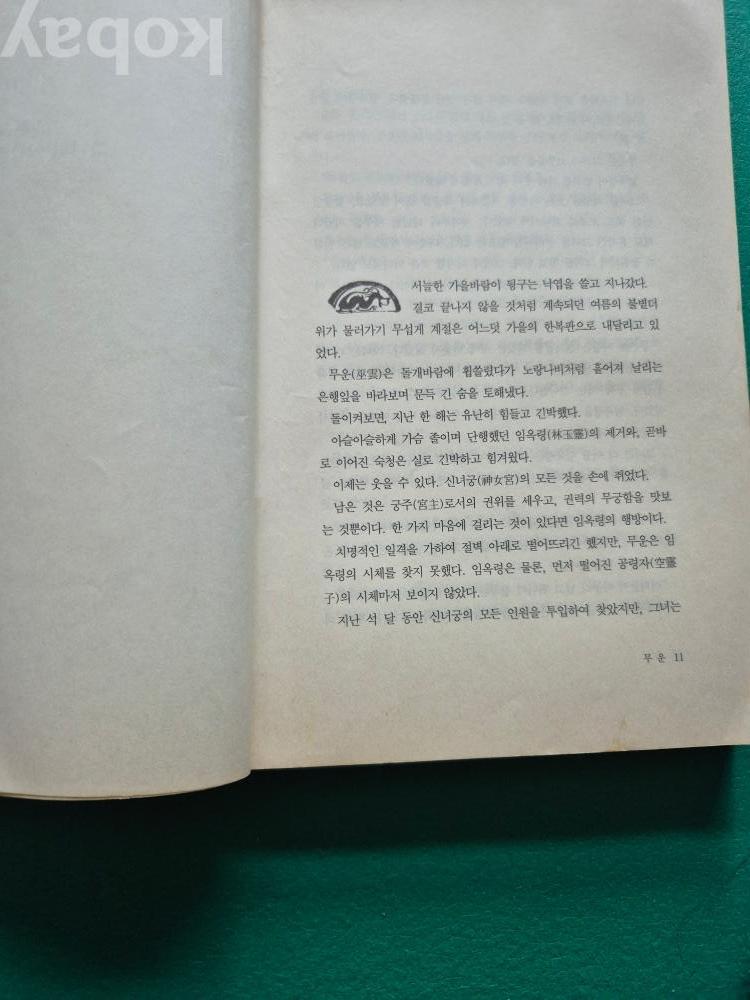 kobay
서늘한 가을바람이 뒹구는 낙엽을 쓸고 지나갔다.
결코 끝나지 않을 것처럼 계속되던 여름의 불볕더
위가 물러가기 무섭게 계절은 어느덧 가을의 한복판으로 내달리고 있
었다.
무운(巫雲)은 돌개바람에 휩쓸렸다가 노랑나비처럼 흩어져 날리는
은행잎을 바라보며 문득 긴 숨을 토해냈다.
돌이켜보면, 지난 한 해는 유난히 힘들고 긴박했다.
아슬아슬하게 가슴 졸이며 단행했던 임옥령(林玉靈)의 제거와, 곧바
로 이어진 숙청은 실로 긴박하고 힘겨웠다.
이제는 웃을 수 있다. 신녀궁(神女宮)의 모든 것을 손에 쥐었다.
남은 것은 궁주(宮主)로서의 권위를 세우고, 권력의 무궁함을 맛보
는 것뿐이다. 한 가지 마음에 걸리는 것이 있다면 임옥령의 행방이다.
치명적인 일격을 가하여 절벽 아래로 떨어뜨리긴 했지만, 무운은 임
옥령의 시체를 찾지 못했다. 임옥령은 물론, 먼저 떨어진 공령자(空靈
子)의 시체마저 보이지 않았다.
지난 석 달 동안 신녀궁의 모든 인원을 투입하여 찾았지만, 그녀는
무운 11